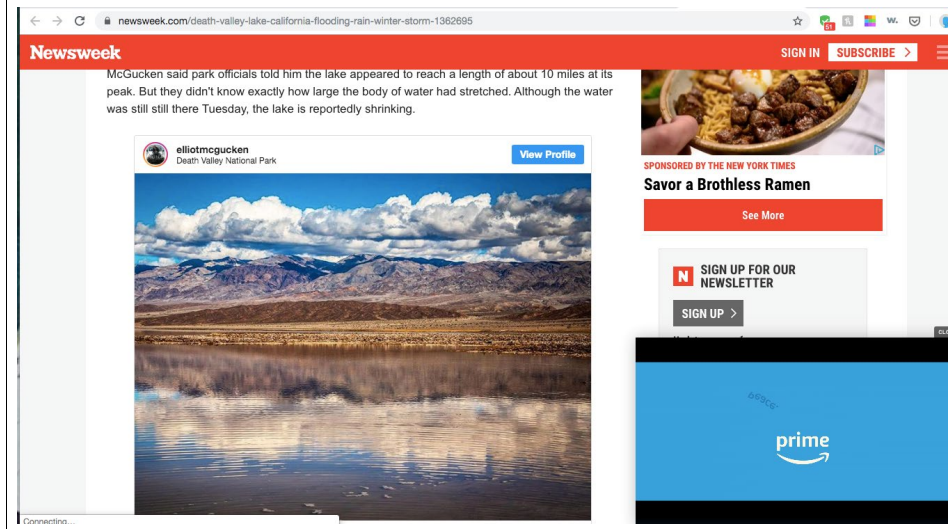 newsweek.com/death-valley-lake-california-flooding-rain-winter-storm-1362695
51
w.
Newsweek
SIGN IN SUBSCRIBE >
McGucken said park officials told him the lake appeared to reach a length of about 10 miles at its
peak. But they didn't know exactly how large the body of water had stretched. Although the water
was still still there Tuesday, the lake is reportedly shrinking.
elliotmcgucken
Death Valley National Park
View Profile
SPONSORED BY THE NEW YORK TIMES
Savor a Brothless Ramen
See More
N SIGN UP FOR OUR
NEWSLETTER
SIGN UP >
CLO
prime
Connecting...